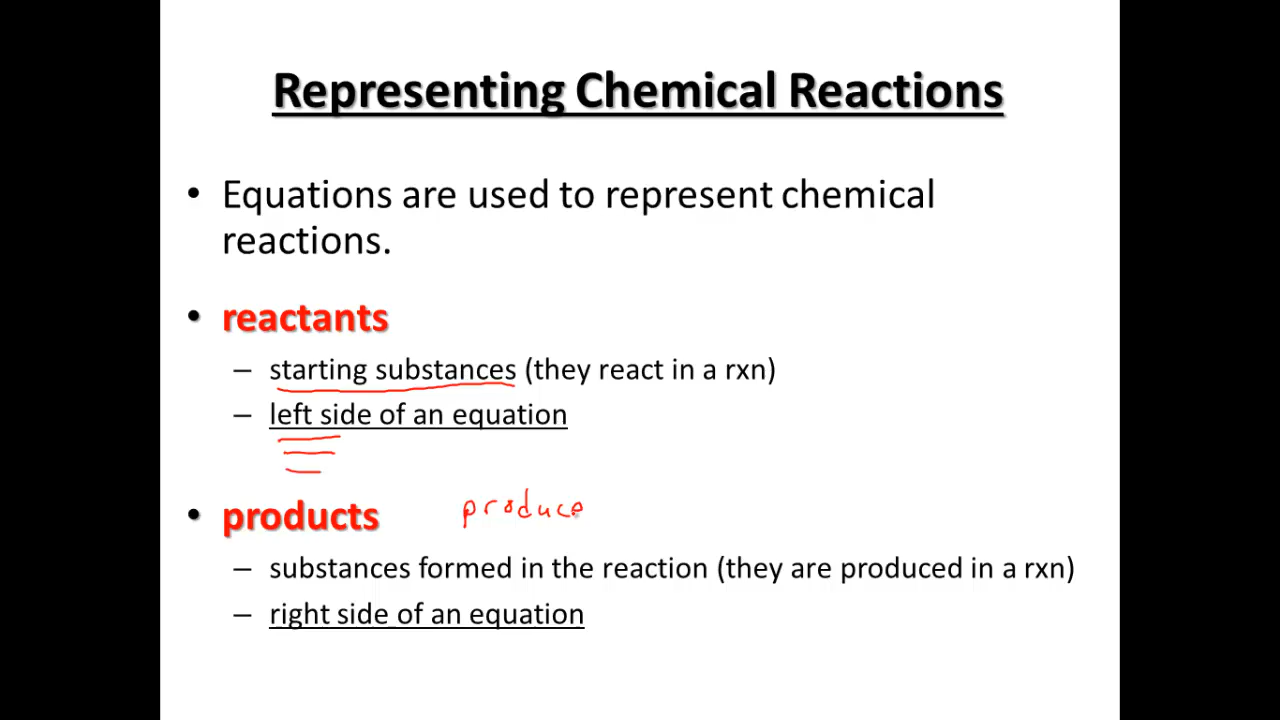 Representing Chemical Reactions
• Equations are used to represent chemical
reactions.
• reactants
– starting substances (they react in a rxn)
– left side of an equation
• products produce
– substances formed in the reaction (they are produced in a rxn)
– right side of an equation